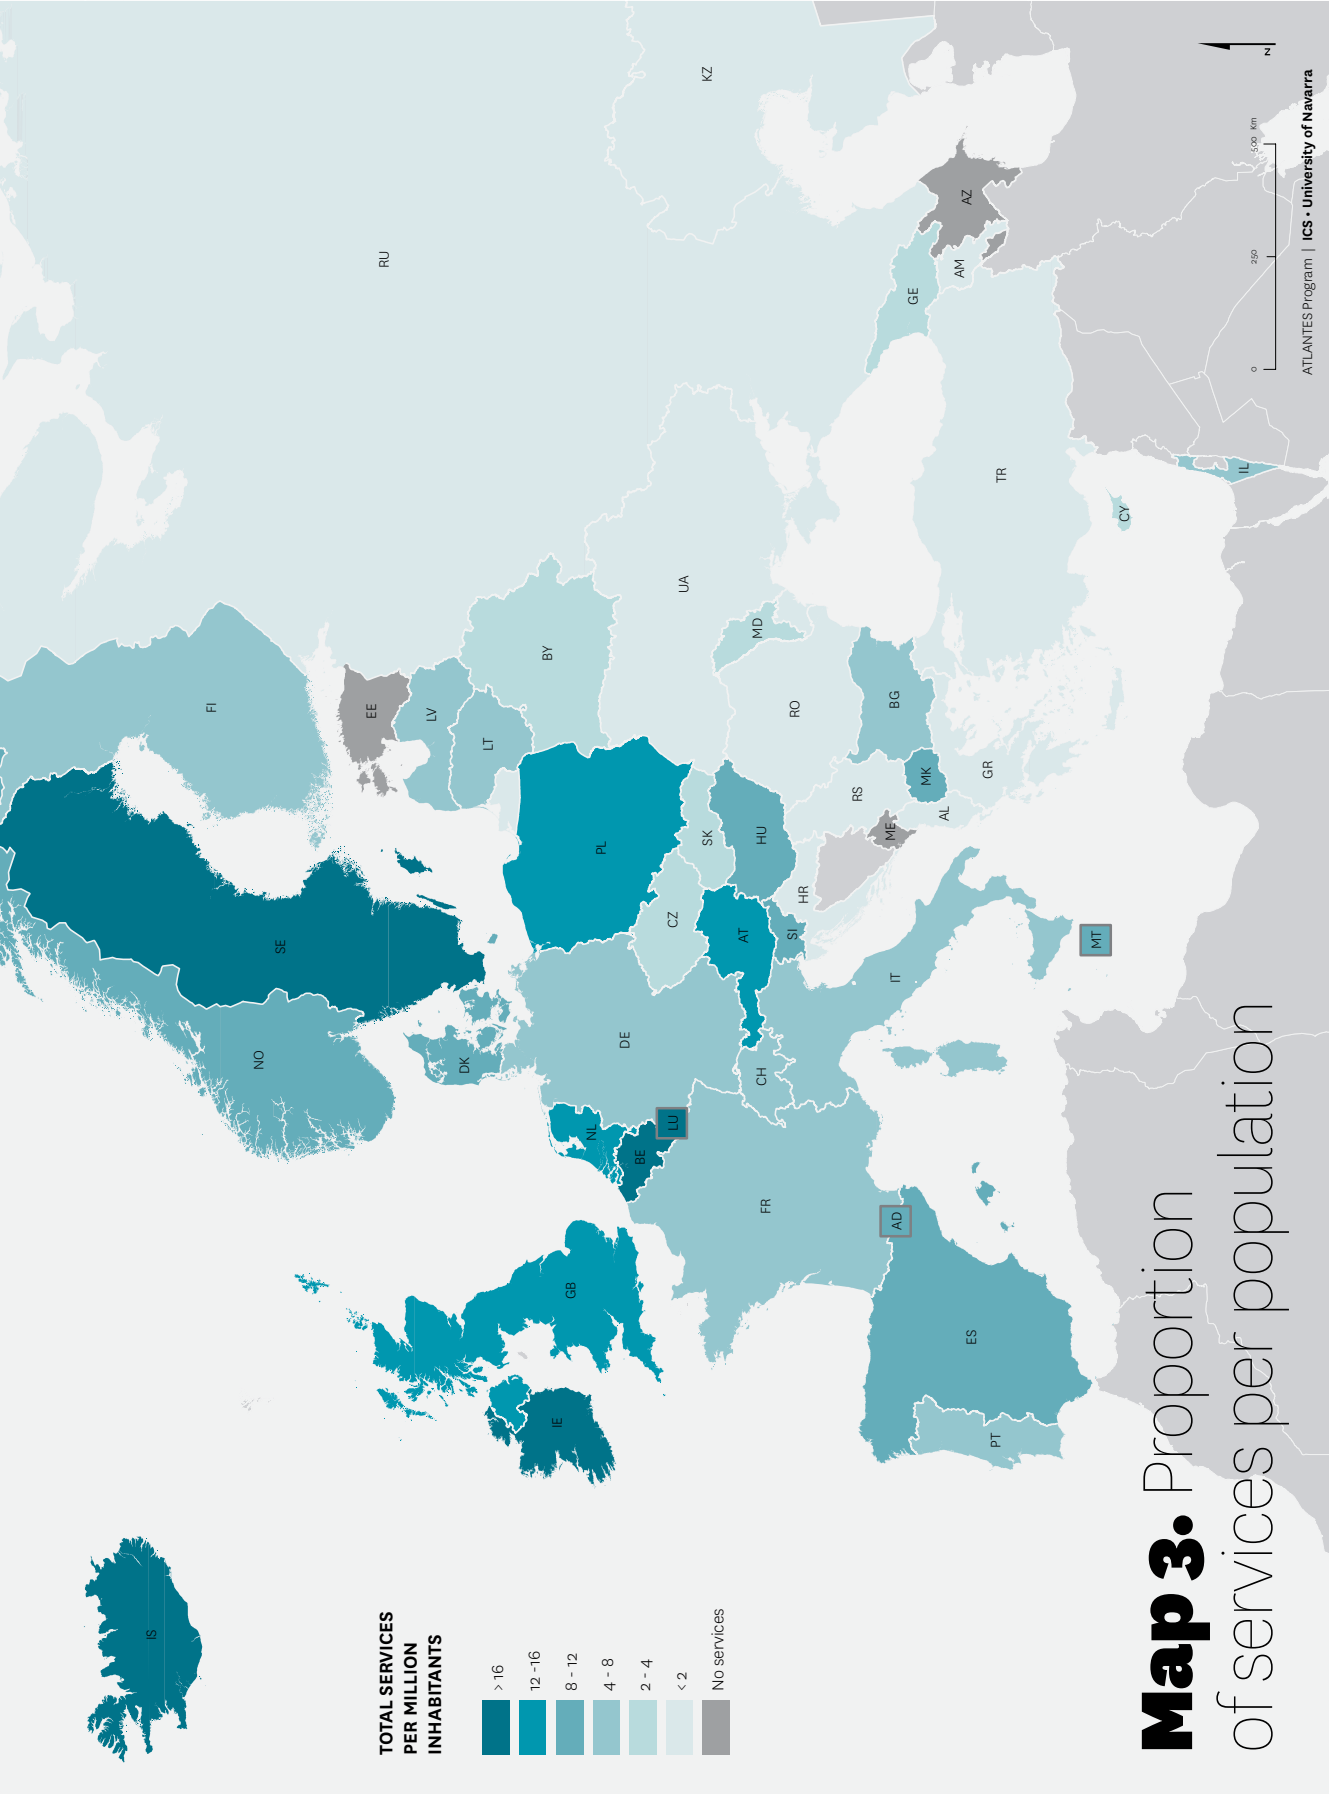 Map 3. Proportion
of services per population
TOTAL SERVICES
PER MILLION
INHABITANTS
> 16
12 -16
8 - 12
4 - 8
2 - 4
< 2
No services
IS
NO
SE
FI
RU
EE
LV
LT
DK
IE
GB
NL
BE
LU
DE
PL
BY
UA
KZ
CZ
SK
FR
CH
AT
HU
MD
SI
HR
RO
RS
AD
IT
ME
MK
BG
AL
GR
PT
ES
MT
TR
GE
AM
AZ
CY
IL
N
0
250
500 Km
ATLANTES Program | ICS • University of Navarra